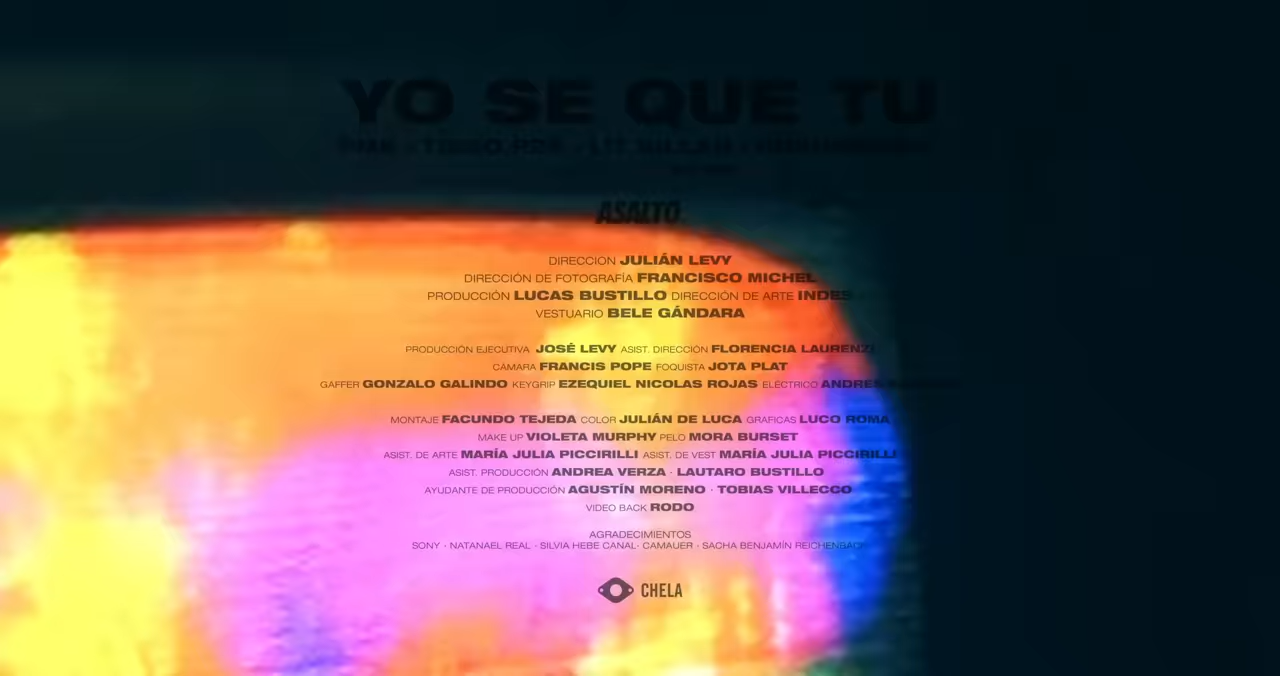 YO SE QUE TU
ASALTO
DIRECCION JULIÁN LEVY
DIRECCIÓN DE FOTOGRAFÍA FRANCISCO MICHEL
PRODUCCIÓN LUCAS BUSTILLO DIRECCIÓN DE ARTE INDES
VESTUARIO BELE GÁNDARA
PRODUCCIÓN EJECUTIVA JOSÉ LEVY ASIST. DIRECCIÓN FLORENCIA LAURENZI
CÁMARA FRANCIS POPE FOQUISTA JOTA PLAT
GAFFER GONZALO GALINDO KEYGRIP EZEQUIEL NICOLAS ROJAS ELÉCTRICO ANDRES
MONTAJE FACUNDO TEJEDA COLOR JULIÁN DE LUCA GRAFICAS LUCO ROMA
MAKE UP VIOLETA MURPHY PELO MORA BURSET
ASIST. DE ARTE MARÍA JULIA PICCIRILLI ASIST. DE VEST MARÍA JULIA PICCIRILLI
ASIST. PRODUCCIÓN ANDREA VERZA · LAUTARO BUSTILLO
AYUDANTE DE PRODUCCIÓN AGUSTÍN MORENO · TOBIAS VILLECCO
VIDEO BACK RODO
AGRADECIMIENTOS
SONY · NATANAEL REAL · SILVIA HEBE CANAL· CAMAUËR · SACHA BENJAMÍN REICHENBACH
CHELA